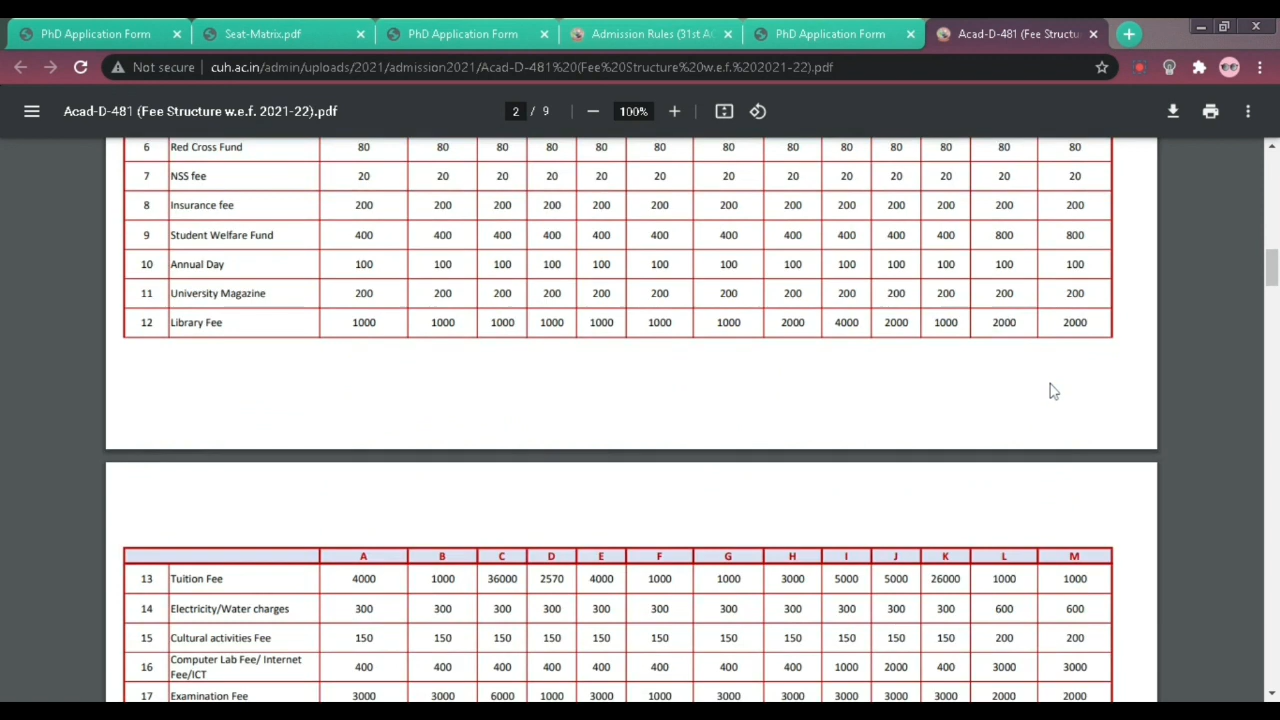 PhD Application Form
Seat-Matrix.pdf
PhD Application Form
Admission Rules (31st A
PhD Application Form
Acad-D-481 (Fee Structu
Not secure
cuh.ac.in/admin/uploads/2021/admission2021/Acad-D-481%20(Fee%20Structure%20w.e.f.%202021-22).pdf
Acad-D-481 (Fee Structure w.e.f. 2021-22).pdf
2 / 9
100%
6 Red Cross Fund 80 80 80 80 80 80 80 80 80 80 80 80 80
7 NSS fee 20 20 20 20 20 20 20 20 20 20 20 20 20
8 Insurance fee 200 200 200 200 200 200 200 200 200 200 200 200 200
9 Student Welfare Fund 400 400 400 400 400 400 400 400 400 400 400 800 800
10 Annual Day 100 100 100 100 100 100 100 100 100 100 100 100 100
11 University Magazine 200 200 200 200 200 200 200 200 200 200 200 200 200
12 Library Fee 1000 1000 1000 1000 1000 1000 1000 2000 4000 2000 1000 2000 2000
A B C D E F G H I J K L M
13 Tuition Fee 4000 1000 36000 2570 4000 1000 1000 3000 5000 5000 26000 1000 1000
14 Electricity/Water charges 300 300 300 300 300 300 300 300 300 300 300 600 600
15 Cultural activities Fee 150 150 150 150 150 150 150 150 150 150 150 200 200
16 Computer Lab Fee/ Internet
Fee/ICT 400 400 400 400 400 400 400 400 1000 2000 400 3000 3000
17 Examination Fee 3000 3000 6000 1000 3000 1000 3000 3000 3000 3000 3000 2000 2000